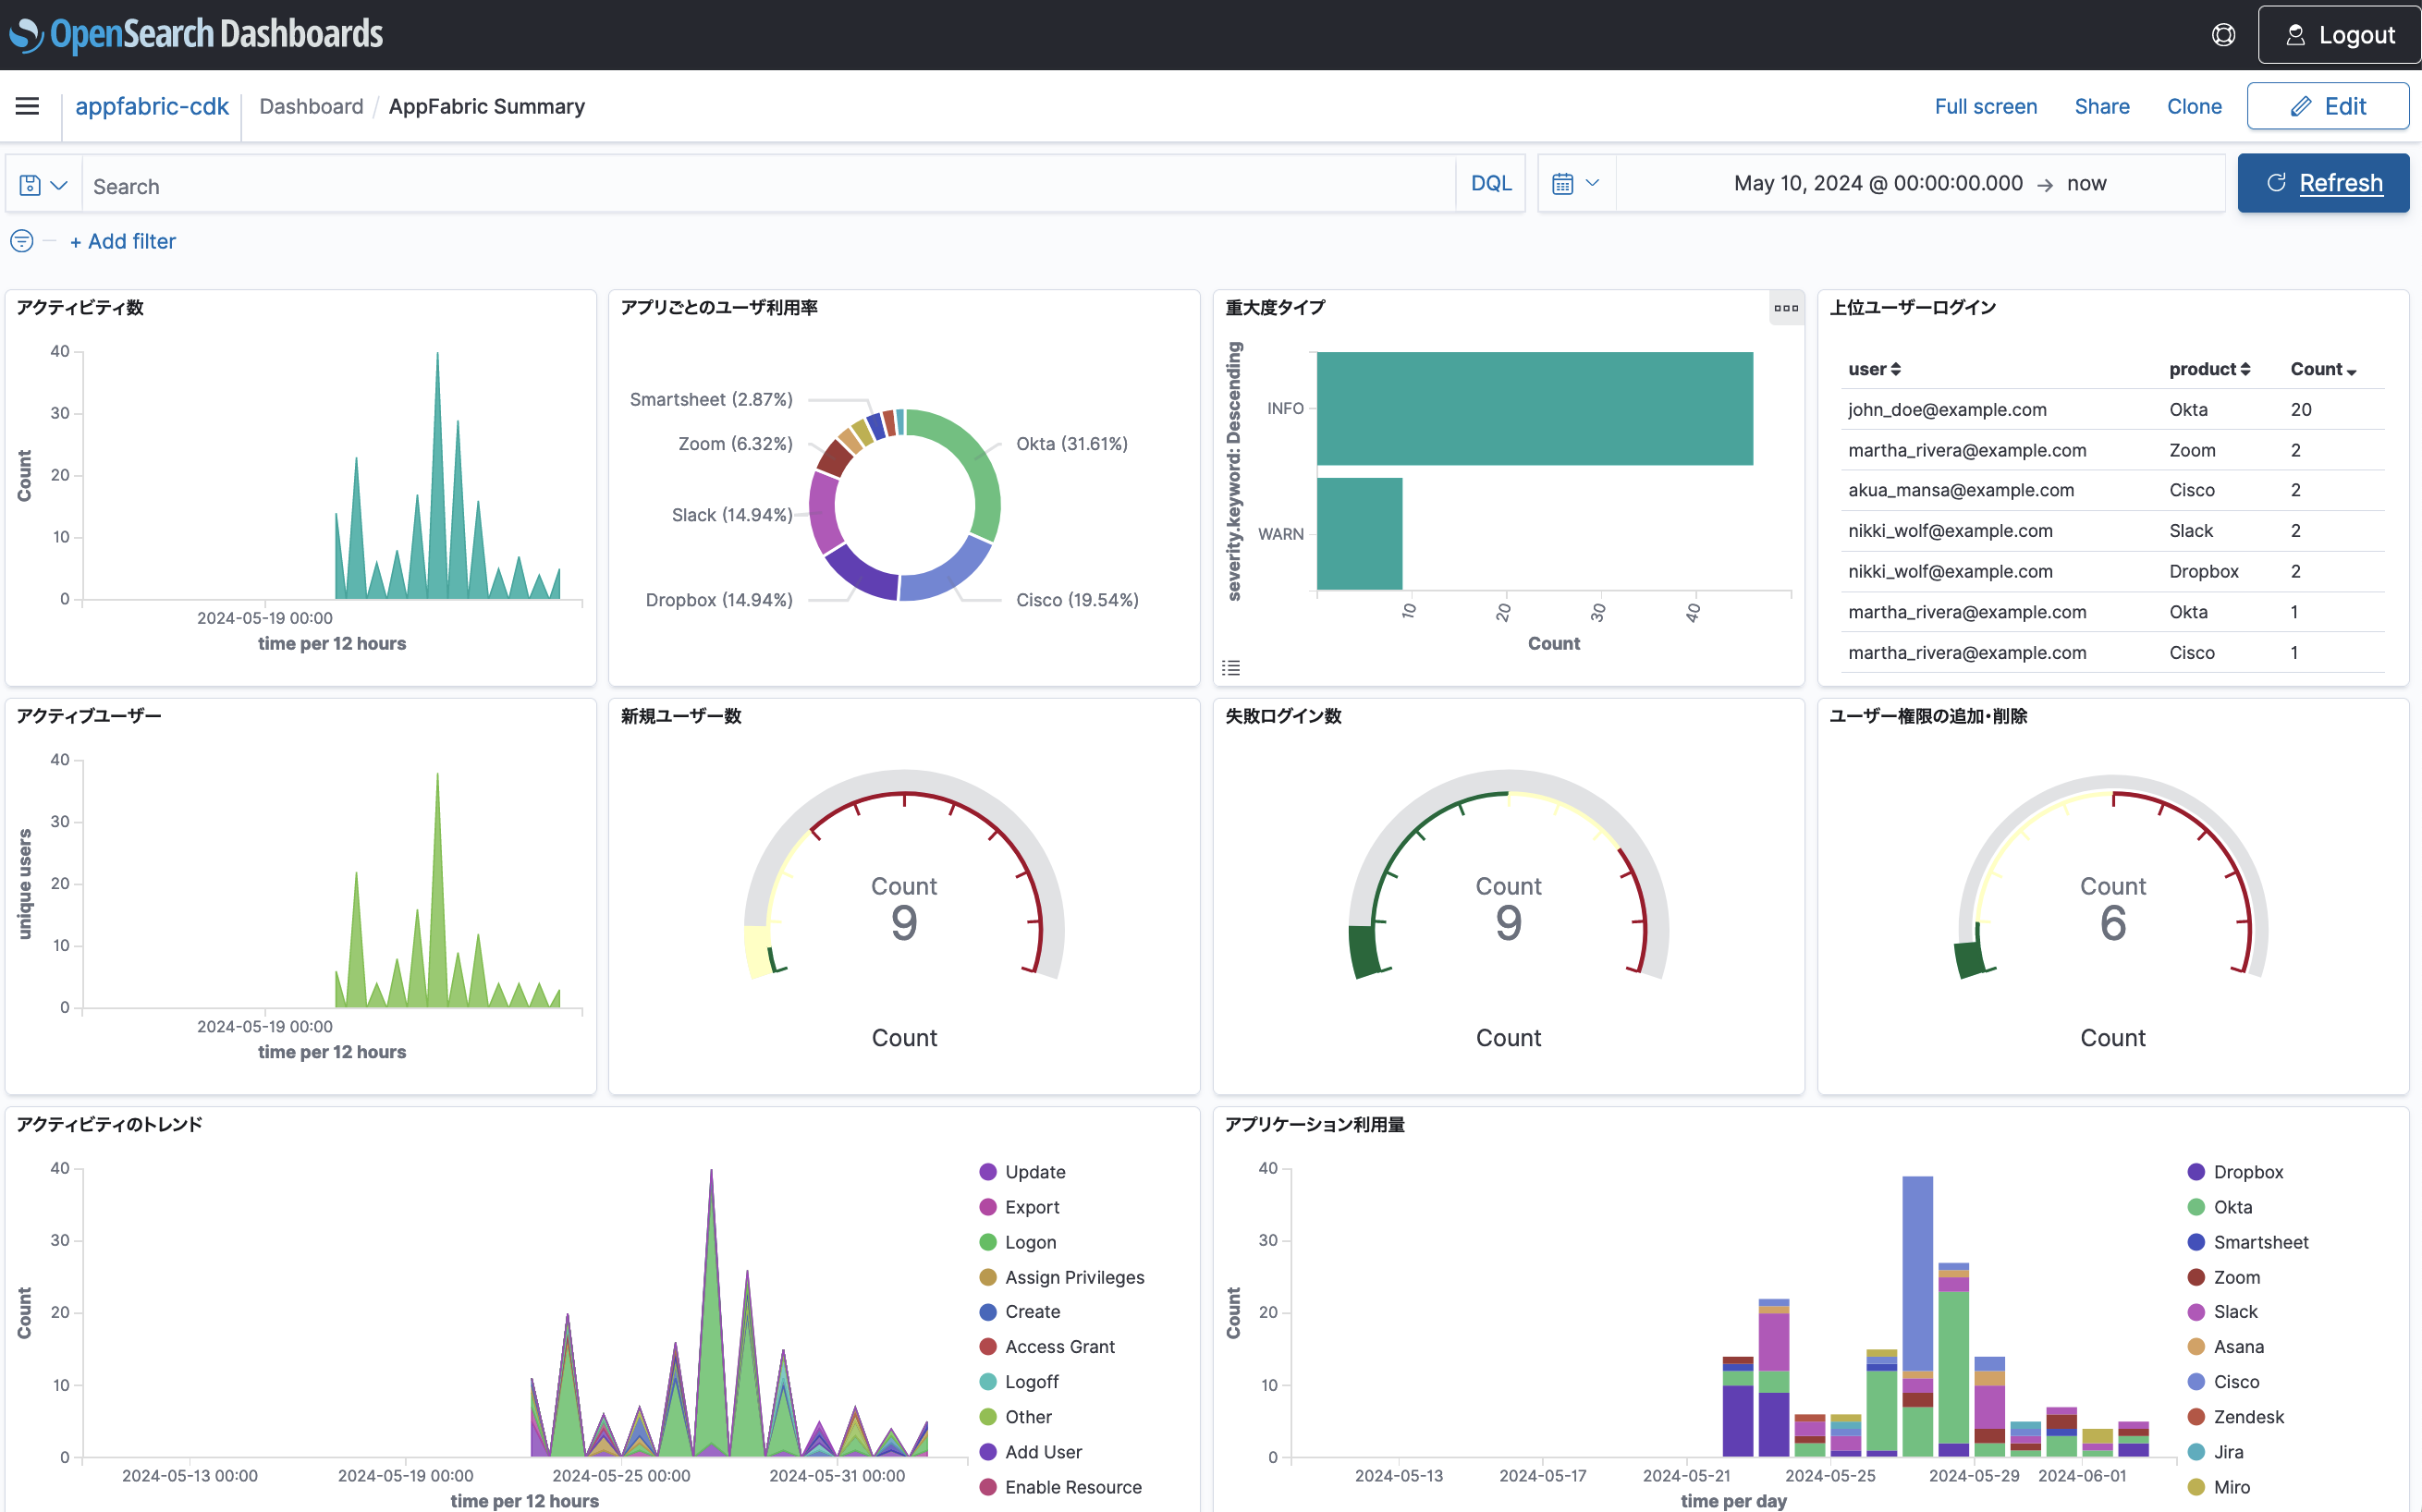 OpenSearch Dashboards
Logout
appfabric-cdk
Dashboard / AppFabric Summary
Full screen
Share
Clone
Edit
Search
DQL
May 10, 2024 @ 00:00:00.000 → now
Refresh
+ Add filter
アクティビティ数
40
30
20
10
0
Count
2024-05-19 00:00
time per 12 hours
アプリごとのユーザ利用率
Smartsheet (2.87%)
Zoom (6.32%)
Slack (14.94%)
Dropbox (14.94%)
Okta (31.61%)
Cisco (19.54%)
重大度タイプ
severity.keyword: Descending
INFO
WARN
10
20
30
40
Count
上位ユーザーログイン
user product Count
john_doe@example.com Okta 20
martha_rivera@example.com Zoom 2
akua_mansa@example.com Cisco 2
nikki_wolf@example.com Slack 2
nikki_wolf@example.com Dropbox 2
martha_rivera@example.com Okta 1
martha_rivera@example.com Cisco 1
アクティブユーザー
40
30
20
10
0
unique users
2024-05-19 00:00
time per 12 hours
新規ユーザー数
Count
9
Count
失敗ログイン数
Count
9
Count
ユーザー権限の追加・削除
Count
6
Count
アクティビティのトレンド
40
30
20
10
0
Count
2024-05-13 00:00
2024-05-19 00:00
2024-05-25 00:00
2024-05-31 00:00
time per 12 hours
Update
Export
Logon
Assign Privileges
Create
Access Grant
Logoff
Other
Add User
Enable Resource
アプリケーション利用量
40
30
20
10
0
Count
2024-05-13
2024-05-17
2024-05-21
2024-05-25
2024-05-29
2024-06-01
time per day
Dropbox
Okta
Smartsheet
Zoom
Slack
Asana
Cisco
Zendesk
Jira
Miro